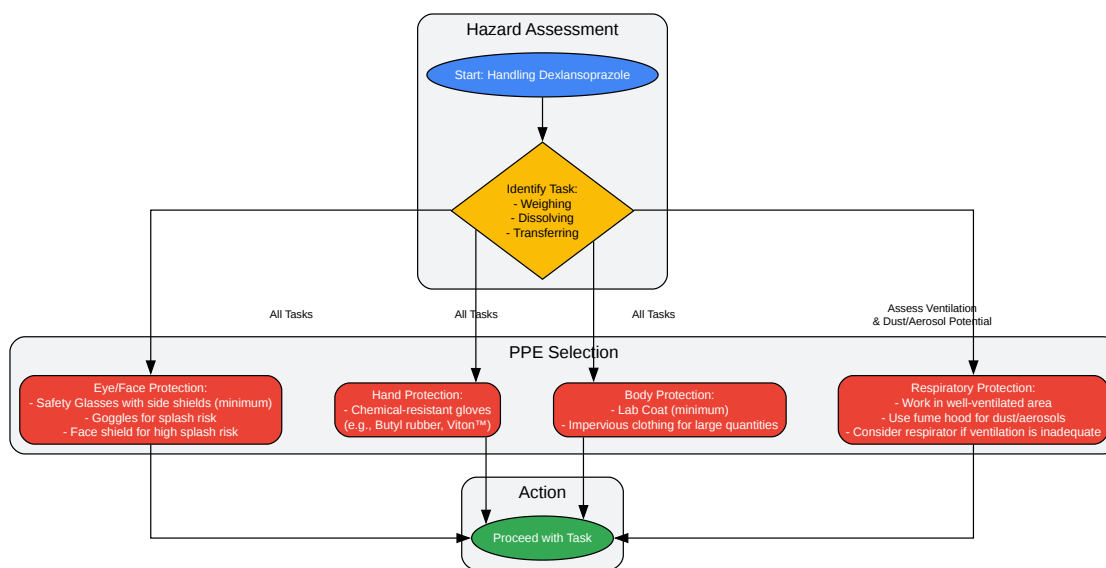 Hazard Assessment
Start: Handling Dexlansoprazole
Identify Task:
- Weighing
- Dissolving
- Transferring
All Tasks
All Tasks
All Tasks
Assess Ventilation
& Dust/Aerosol Potential
PPE Selection
Eye/Face Protection:
- Safety Glasses with side shields (minimum)
- Goggles for splash risk
- Face shield for high splash risk
Hand Protection:
- Chemical-resistant gloves
(e.g., Butyl rubber, Viton™)
Body Protection:
- Lab Coat (minimum)
- Impervious clothing for large quantities
Respiratory Protection:
- Work in well-ventilated area
- Use fume hood for dust/aerosols
- Consider respirator if ventilation is inadequate
Action
Proceed with Task